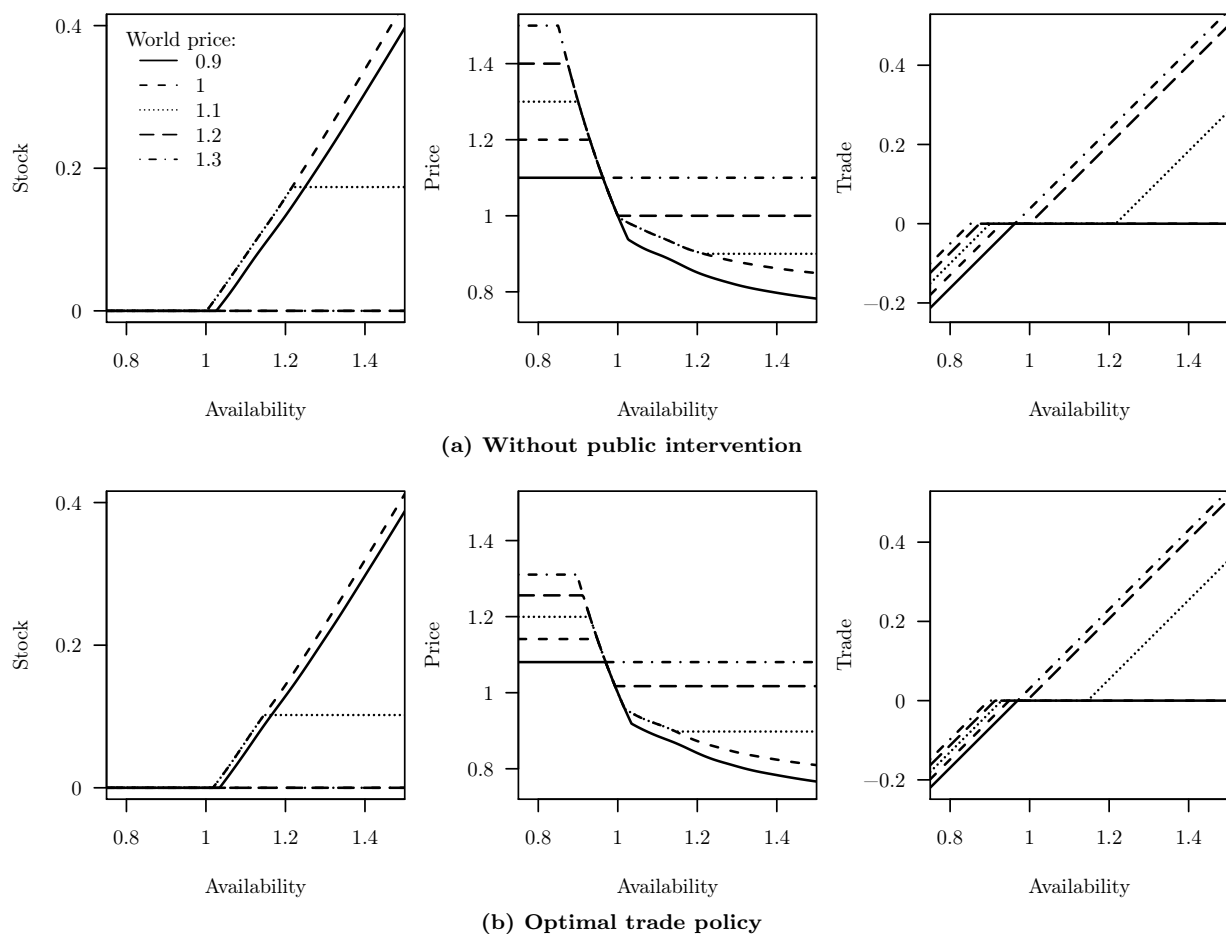 World price:
0.9
1
1.1
1.2
1.3
Stock
0.4
0.2
0
0.8 1 1.2 1.4
Availability
Price
1.4
1.2
1
0.8
0.8 1 1.2 1.4
Availability
Trade
0.4
0.2
0
−0.2
0.8 1 1.2 1.4
Availability
(a) Without public intervention
Stock
0.4
0.2
0
0.8 1 1.2 1.4
Availability
Price
1.4
1.2
1
0.8
0.8 1 1.2 1.4
Availability
Trade
0.4
0.2
0
−0.2
0.8 1 1.2 1.4
Availability
(b) Optimal trade policy